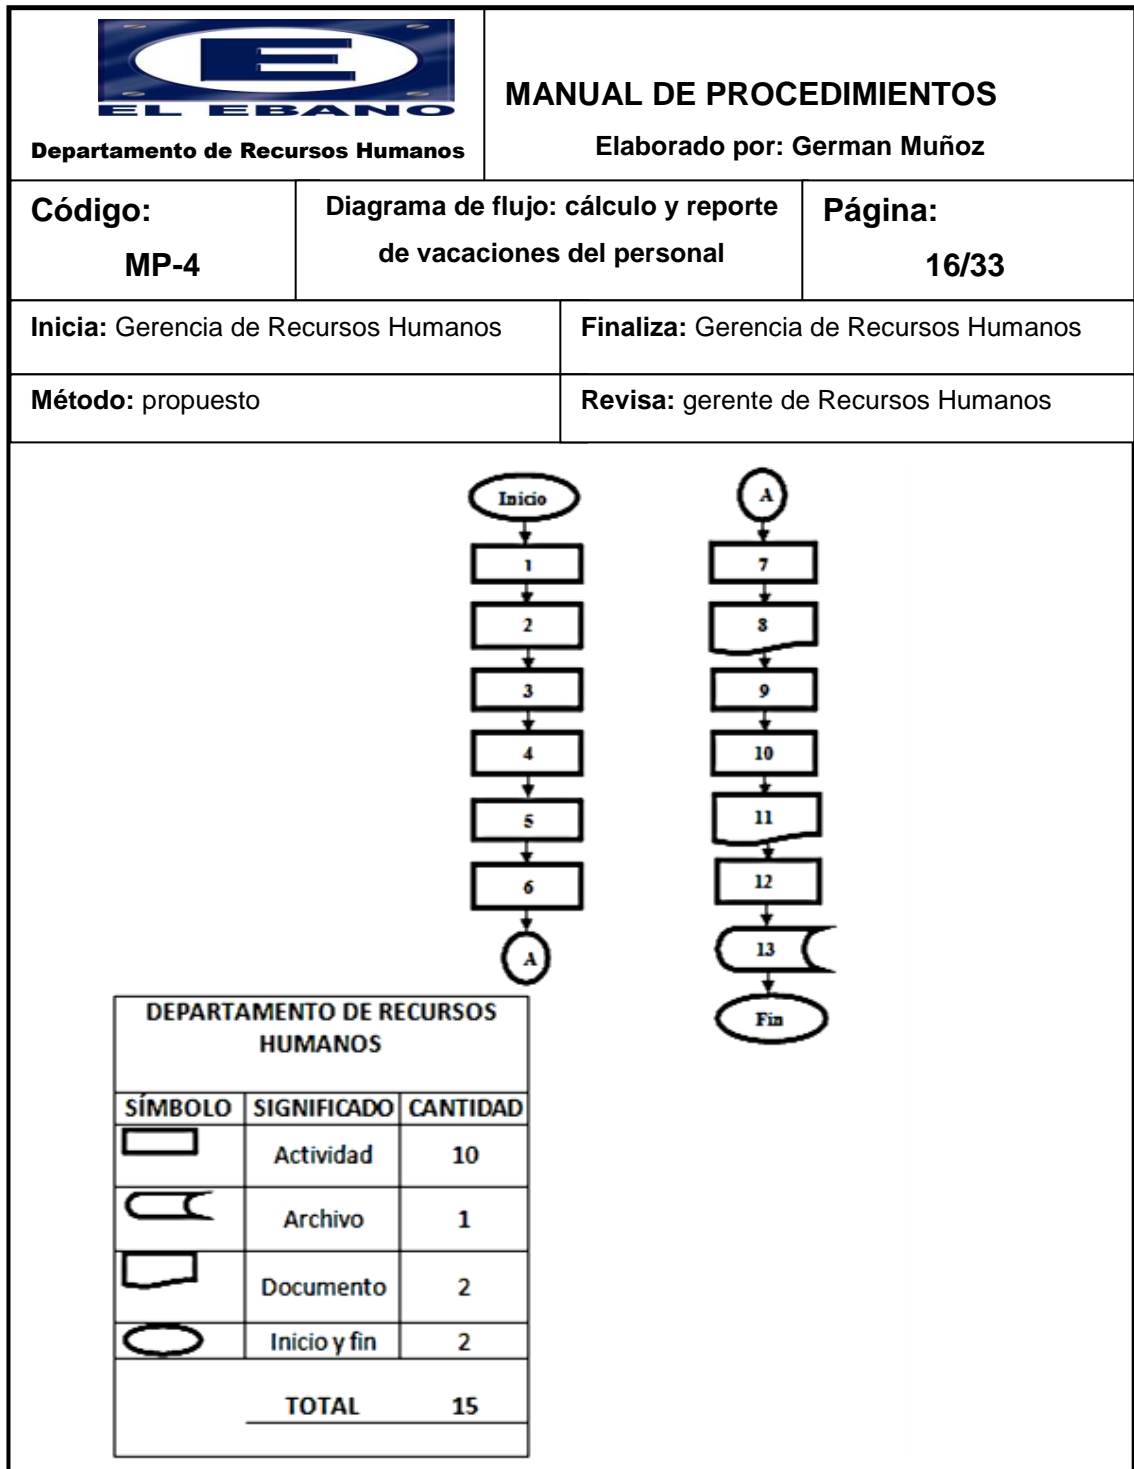 E
EL EBANO
Departamento de Recursos Humanos
MANUAL DE PROCEDIMIENTOS
Elaborado por: German Muñoz
Código:
MP-4
Diagrama de flujo: cálculo y reporte
de vacaciones del personal
Página:
16/33
Inicia: Gerencia de Recursos Humanos
Finaliza: Gerencia de Recursos Humanos
Método: propuesto
Revisa: gerente de Recursos Humanos
Inicio
1
2
3
4
5
6
A
A
7
8
9
10
11
12
13
Fin
DEPARTAMENTO DE RECURSOS
HUMANOS
SÍMBOLO SIGNIFICADO CANTIDAD
Actividad 10
Archivo 1
Documento 2
Inicio y fin 2
TOTAL 15